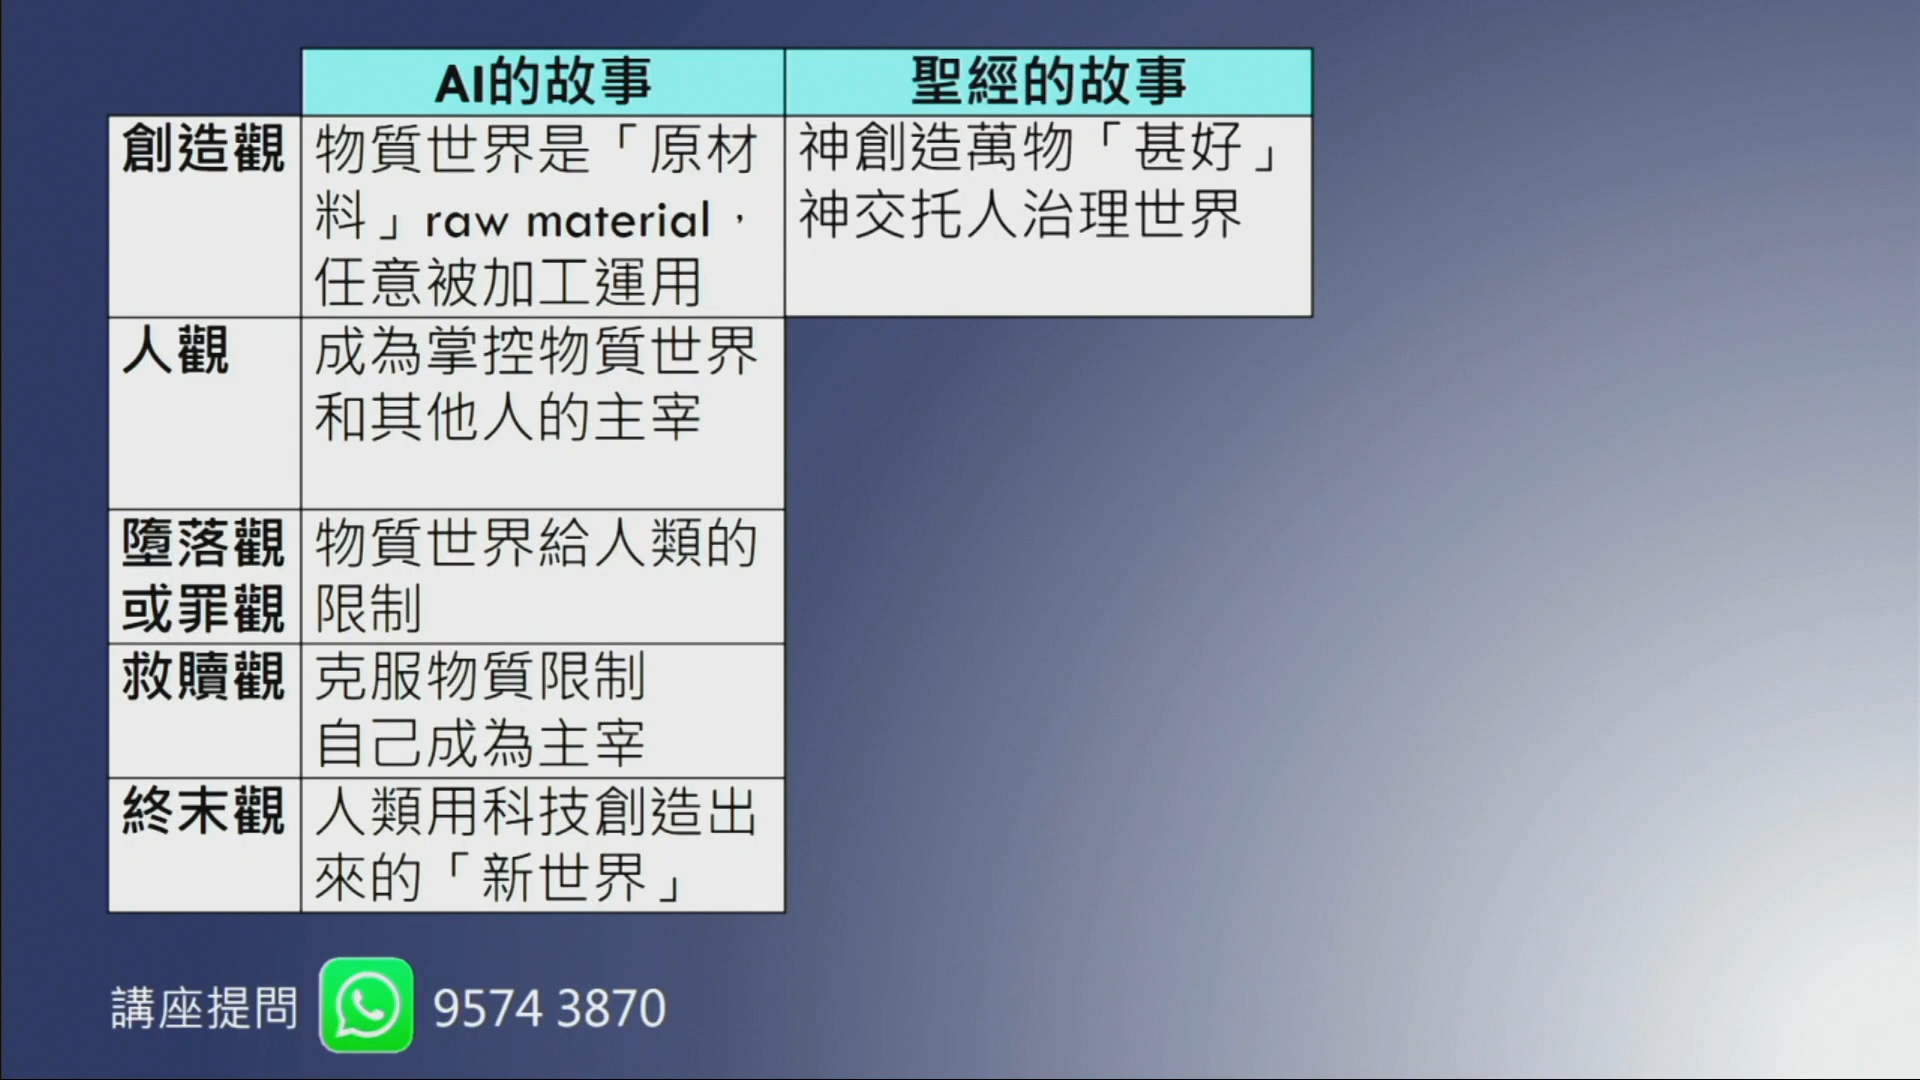 AI的故事
聖經的故事
創造觀
物質世界是「原材
料」raw material，
任意被加工運用
神創造萬物「甚好」
神交托人治理世界
人觀
成為掌控物質世界
和其他人的主宰
墮落觀
或罪觀
物質世界給人類的
限制
救贖觀
克服物質限制
自己成為主宰
終末觀
人類用科技創造出
來的「新世界」
講座提問 9574 3870